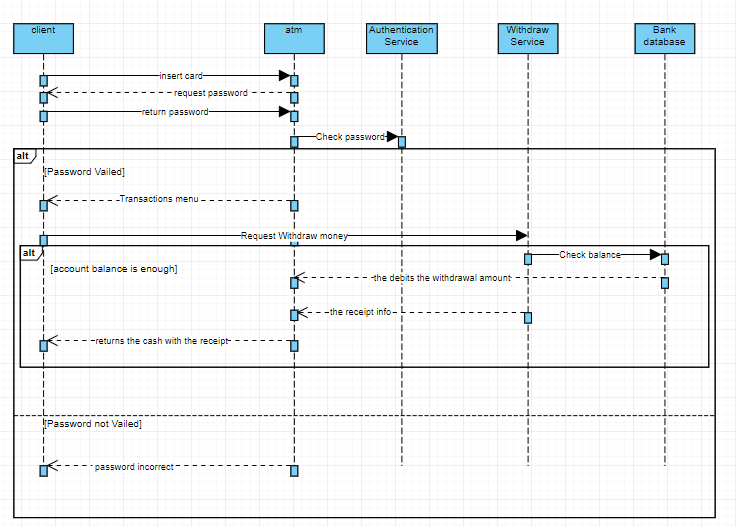 client
atm
Authentication
Service
Withdraw
Service
Bank
database
insert card
request password
return password
Check password
alt
[Password Vailed]
Transactions menu
Request Withdraw money
alt
Check balance
[account balance is enough]
the debits the withdrawal amount
the receipt info
returns the cash with the receipt
[Password not Vailed]
password incorrect